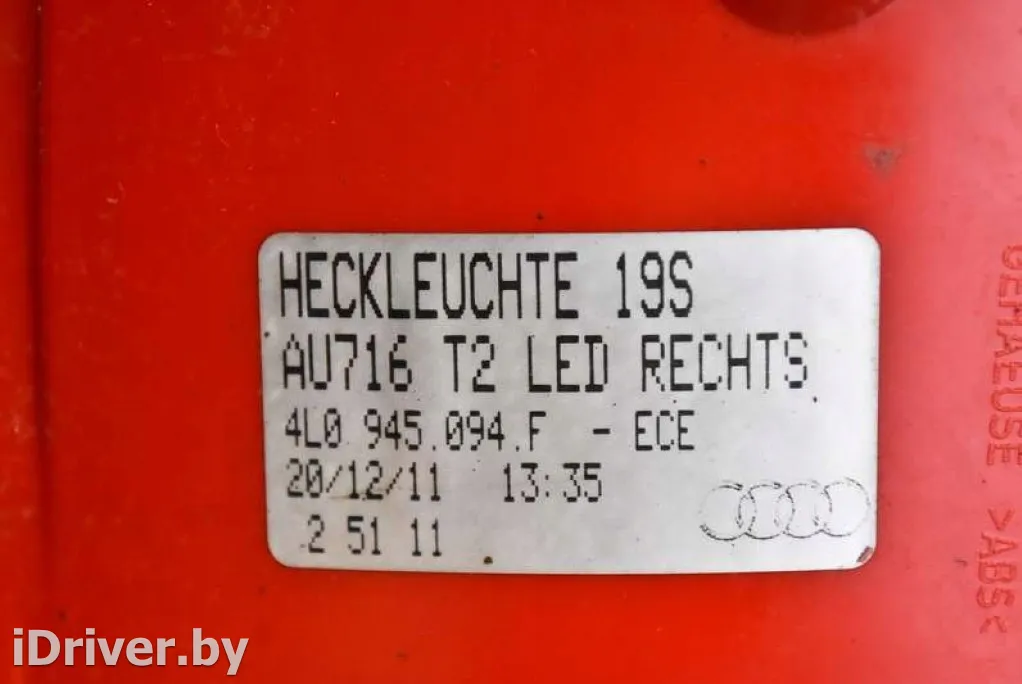 HECKLEUCHTE 19S
AU716 T2 LED RECHTS
4L0 945.094.F - ECE
20/12/11 13:35
2 51 11
GEHAEUSE >ABS<
iDriver.by